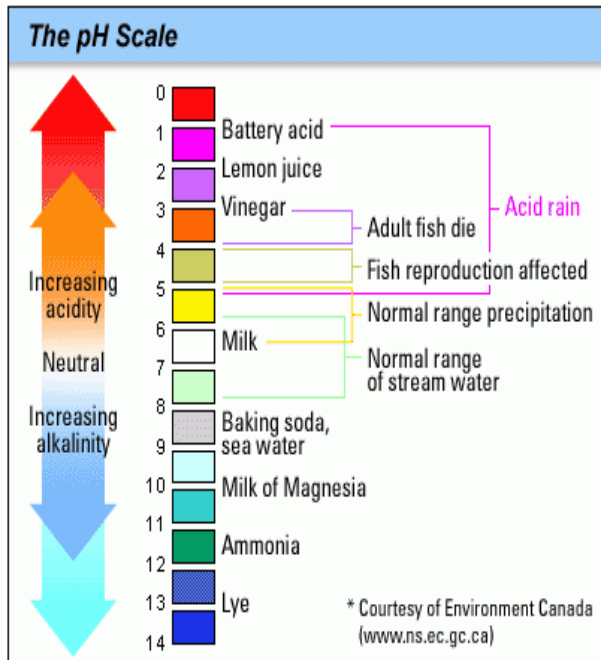 The pH Scale
0
1
Battery acid
2
Lemon juice
Acid rain
3
Vinegar
Adult fish die
4
Fish reproduction affected
Increasing
acidity
5
Normal range precipitation
6
Milk
Neutral
7
Normal range
of stream water
8
Increasing
alkalinity
Baking soda,
sea water
9
10
Milk of Magnesia
11
Ammonia
12
13
Lye
14
* Courtesy of Environment Canada
(www.ns.ec.gc.ca)